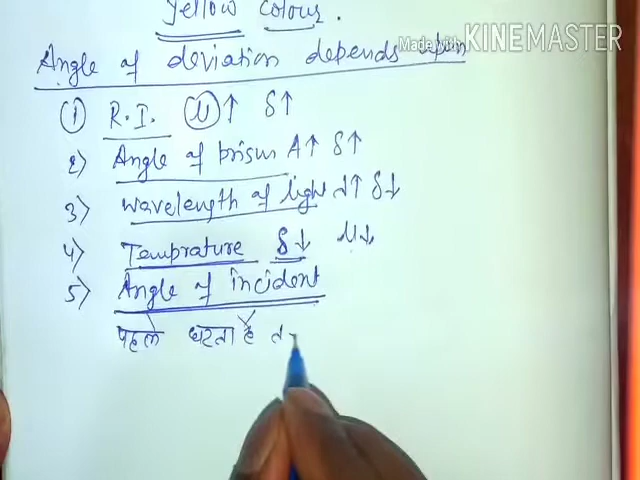 Yellow Colour.
Made with KINEMASTER
Angle of deviation depends upon
(1) R.I. (μ)↑ δ↑
2) Angle of prism A↑ δ↑
3) Wavelength of light λ↑ δ↓
4) Temprature δ↓ μ↓
5) Angle of incident
पहले घटता है त